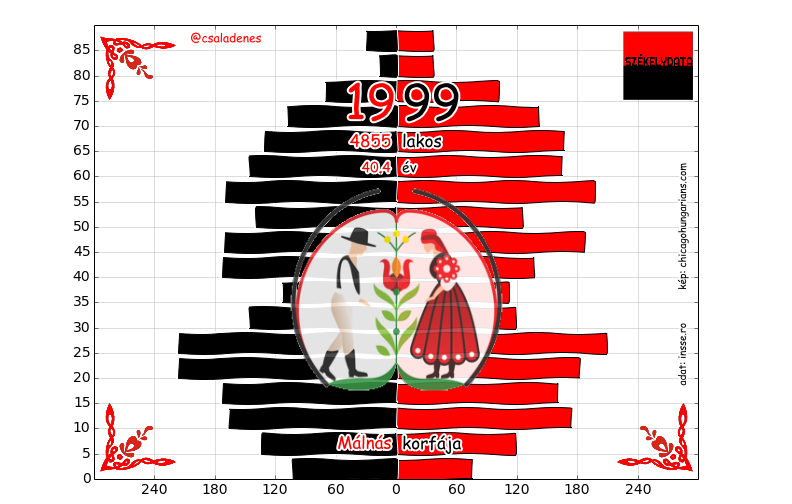 @csaladenes
SZÉKELYDATA
1999
4855 lakos
40.4 év
kép: chicagohungarians.com
adat: insse.ro
Málnás korfája
85
80
75
70
65
60
55
50
45
40
35
30
25
20
15
10
5
0
240 180 120 60 0 60 120 180 240